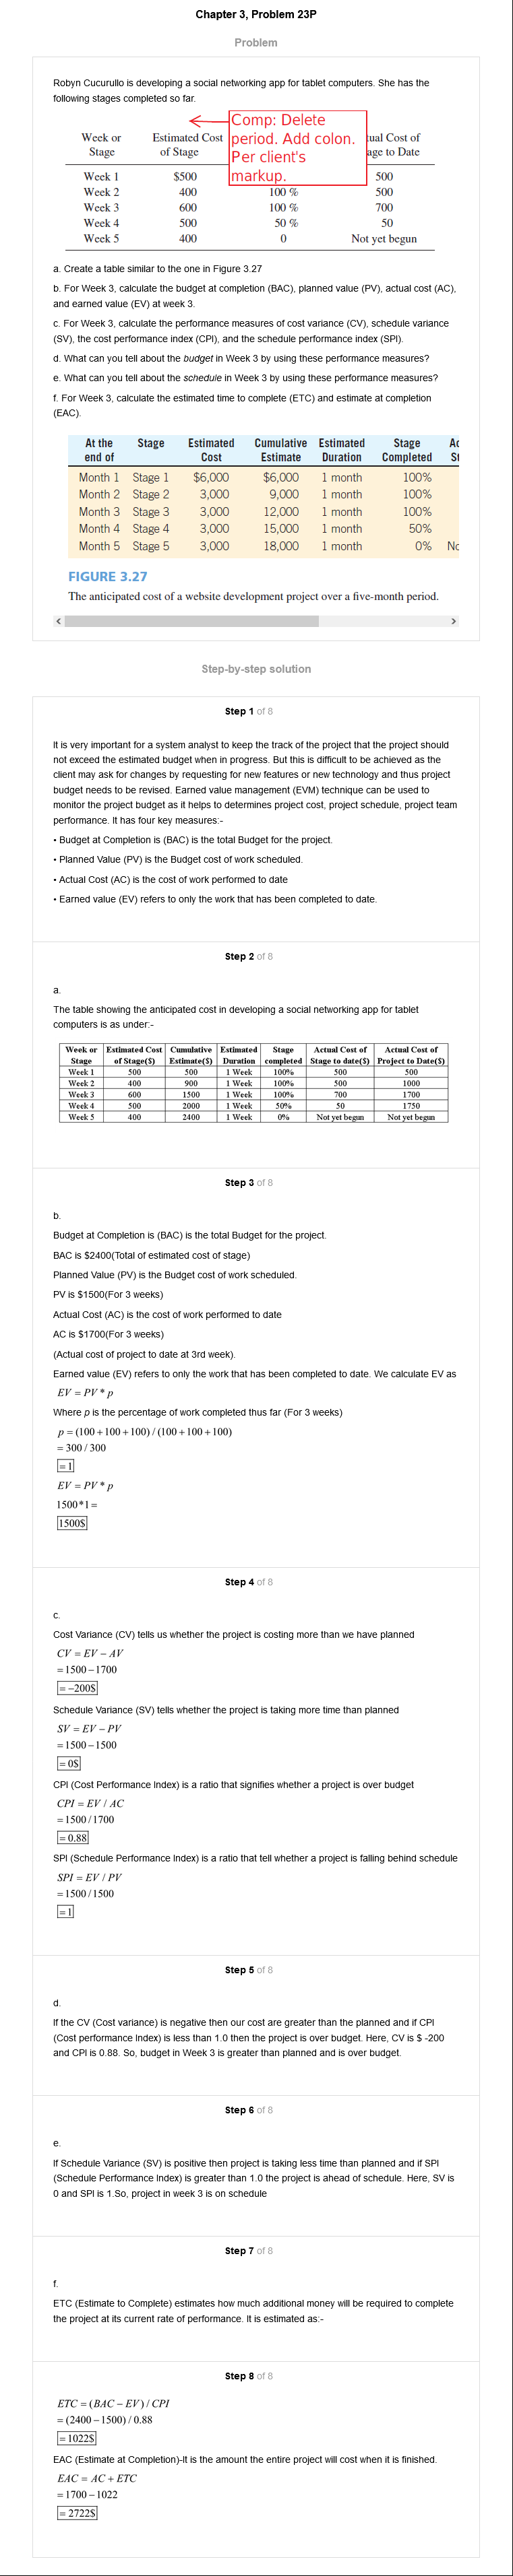 Chapter 3, Problem 23P
Problem
Robyn Cucurullo is developing a social networking app for tablet computers. She has the
following stages completed so far.
Comp: Delete
period. Add colon.
Per client's
markup.
Week or Estimated Cost tual Cost of
Stage of Stage age to Date
Week 1 $500 500
Week 2 400 100 % 500
Week 3 600 100 % 700
Week 4 500 50 % 50
Week 5 400 0 Not yet begun
a. Create a table similar to the one in Figure 3.27
b. For Week 3, calculate the budget at completion (BAC), planned value (PV), actual cost (AC),
and earned value (EV) at week 3.
c. For Week 3, calculate the performance measures of cost variance (CV), schedule variance
(SV), the cost performance index (CPI), and the schedule performance index (SPI).
d. What can you tell about the budget in Week 3 by using these performance measures?
e. What can you tell about the schedule in Week 3 by using these performance measures?
f. For Week 3, calculate the estimated time to complete (ETC) and estimate at completion
(EAC).
At the Stage Estimated Cumulative Estimated Stage Ac
end of Cost Estimate Duration Completed St
Month 1 Stage 1 $6,000 $6,000 1 month 100%
Month 2 Stage 2 3,000 9,000 1 month 100%
Month 3 Stage 3 3,000 12,000 1 month 100%
Month 4 Stage 4 3,000 15,000 1 month 50%
Month 5 Stage 5 3,000 18,000 1 month 0% No
FIGURE 3.27
The anticipated cost of a website development project over a five-month period.
Step-by-step solution
Step 1 of 8
It is very important for a system analyst to keep the track of the project that the project should
not exceed the estimated budget when in progress. But this is difficult to be achieved as the
client may ask for changes by requesting for new features or new technology and thus project
budget needs to be revised. Earned value management (EVM) technique can be used to
monitor the project budget as it helps to determines project cost, project schedule, project team
performance. It has four key measures:-
• Budget at Completion is (BAC) is the total Budget for the project.
• Planned Value (PV) is the Budget cost of work scheduled.
• Actual Cost (AC) is the cost of work performed to date
• Earned value (EV) refers to only the work that has been completed to date.
Step 2 of 8
a.
The table showing the anticipated cost in developing a social networking app for tablet
computers is as under:-
Week or Estimated Cost Cumulative Estimated Stage Actual Cost of Actual Cost of
Stage of Stage($) Estimate($) Duration completed Stage to date($) Project to Date($)
Week 1 500 500 1 Week 100% 500 500
Week 2 400 900 1 Week 100% 500 1000
Week 3 600 1500 1 Week 100% 700 1700
Week 4 500 2000 1 Week 50% 50 1750
Week 5 400 2400 1 Week 0% Not yet began Not yet begun
Step 3 of 8
b.
Budget at Completion is (BAC) is the total Budget for the project.
BAC is $2400(Total of estimated cost of stage)
Planned Value (PV) is the Budget cost of work scheduled.
PV is $1500(For 3 weeks)
Actual Cost (AC) is the cost of work performed to date
AC is $1700(For 3 weeks)
(Actual cost of project to date at 3rd week).
Earned value (EV) refers to only the work that has been completed to date. We calculate EV as
EV = PV * p
Where p is the percentage of work completed thus far (For 3 weeks)
p = (100 + 100 + 100) / (100 + 100 + 100)
= 300 / 300
= 1
EV = PV * p
1500*1 =
1500$
Step 4 of 8
c.
Cost Variance (CV) tells us whether the project is costing more than we have planned
CV = EV − AV
= 1500 − 1700
= −200$
Schedule Variance (SV) tells whether the project is taking more time than planned
SV = EV − PV
= 1500 − 1500
= 0$
CPI (Cost Performance Index) is a ratio that signifies whether a project is over budget
CPI = EV / AC
= 1500 / 1700
= 0.88
SPI (Schedule Performance Index) is a ratio that tell whether a project is falling behind schedule
SPI = EV / PV
= 1500 / 1500
= 1
Step 5 of 8
d.
If the CV (Cost variance) is negative then our cost are greater than the planned and if CPI
(Cost performance Index) is less than 1.0 then the project is over budget. Here, CV is $ -200
and CPI is 0.88. So, budget in Week 3 is greater than planned and is over budget.
Step 6 of 8
e.
If Schedule Variance (SV) is positive then project is taking less time than planned and if SPI
(Schedule Performance Index) is greater than 1.0 the project is ahead of schedule. Here, SV is
0 and SPI is 1.So, project in week 3 is on schedule
Step 7 of 8
f.
ETC (Estimate to Complete) estimates how much additional money will be required to complete
the project at its current rate of performance. It is estimated as:-
Step 8 of 8
ETC = (BAC − EV) / CPI
= (2400 − 1500) / 0.88
= 1022$
EAC (Estimate at Completion)-It is the amount the entire project will cost when it is finished.
EAC = AC + ETC
= 1700 − 1022
= 2722$